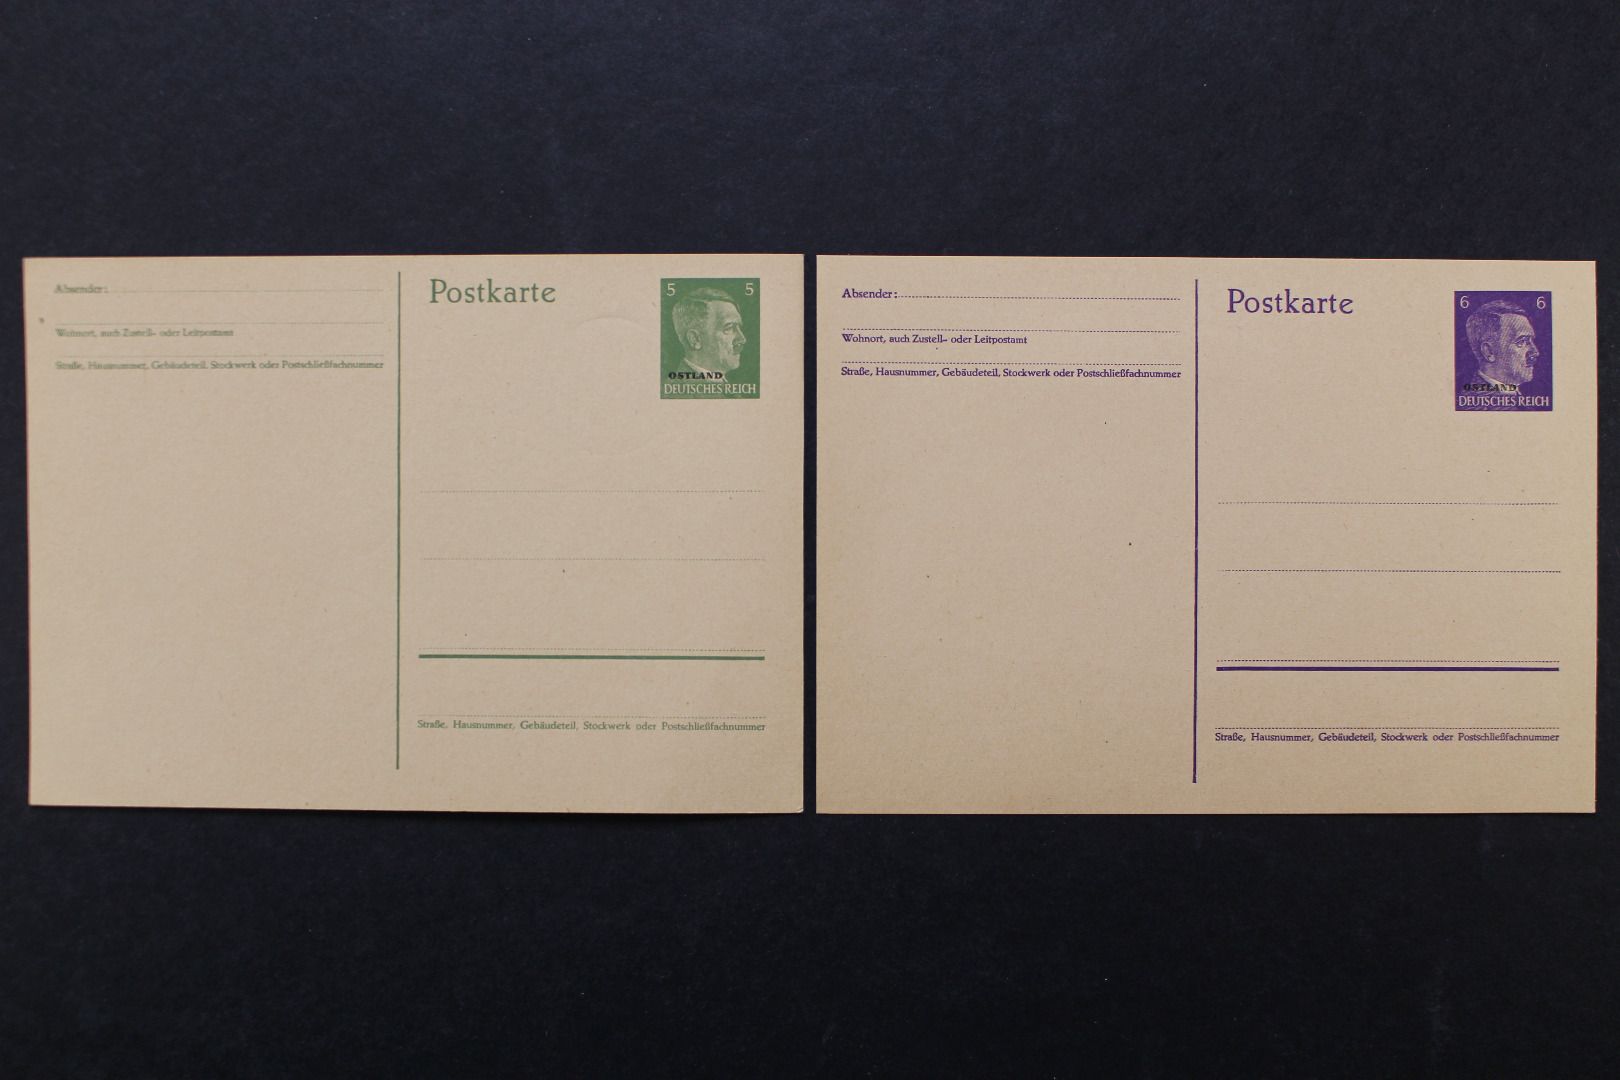 Absender:
Wohnort, auch Zustell- oder Leitpostamt
Straße, Hausnummer, Gebäudeteil, Stockwerk oder Postschließfachnummer
Postkarte
5 5
OSTLAND
DEUTSCHES REICH
Straße, Hausnummer, Gebäudeteil, Stockwerk oder Postschließfachnummer
Absender:
Wohnort, auch Zustell- oder Leitpostamt
Straße, Hausnummer, Gebäudeteil, Stockwerk oder Postschließfachnummer
Postkarte
6 6
OSTLAND
DEUTSCHES REICH
Straße, Hausnummer, Gebäudeteil, Stockwerk oder Postschließfachnummer